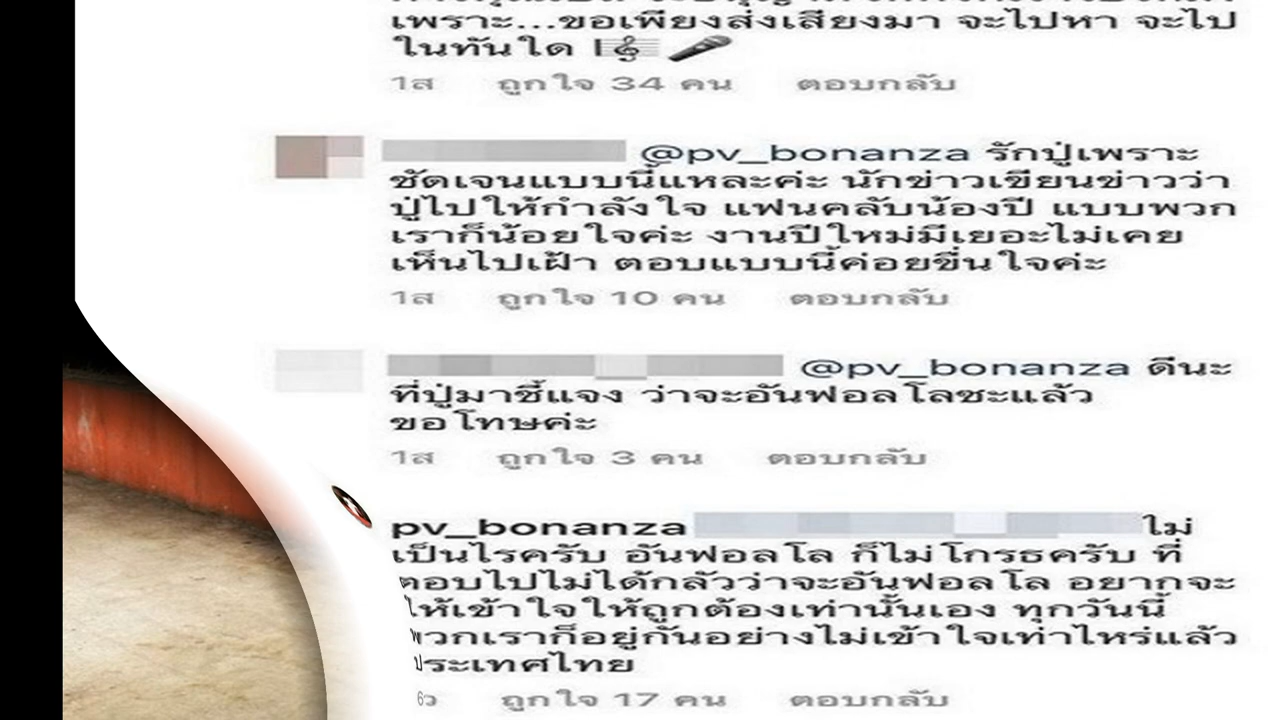 เพราะ...ขอเพียงส่งเสียงมา จะไปหา จะไป
ในทันใด
1ส ถูกใจ 34 คน ตอบกลับ
@pv_bonanza รักปู่เพราะ
ชัดเจนแบบนี้แหละค่ะ นักข่าวเขียนข่าวว่า
ปู่ไปให้กำลังใจ แฟนคลับน้องปี แบบพวก
เราก็น้อยใจค่ะ งานปีใหม่มีเยอะไม่เคย
เห็นไปเฝ้า ตอบแบบนี้ค่อยขื่นใจค่ะ
1ส ถูกใจ 10 คน ตอบกลับ
@pv_bonanza ดีนะ
ที่ปู่มาชี้แจง ว่าจะอันฟอลโลซะแล้ว
ขอโทษค่ะ
1ส ถูกใจ 3 คน ตอบกลับ
pv_bonanza ไม่
เป็นไรครับ อันฟอลโล ก็ไม่โกรธครับ ที่
ตอบไปไม่ได้กลัวว่าจะอันฟอลโล อยากจะ
ให้เข้าใจให้ถูกต้องเท่านั้นเอง ทุกวันนี้
พวกเราก็อยู่กันอย่างไม่เข้าใจเท่าไหร่แล้ว
ประเทศไทย
6ว ถูกใจ 17 คน ตอบกลับ